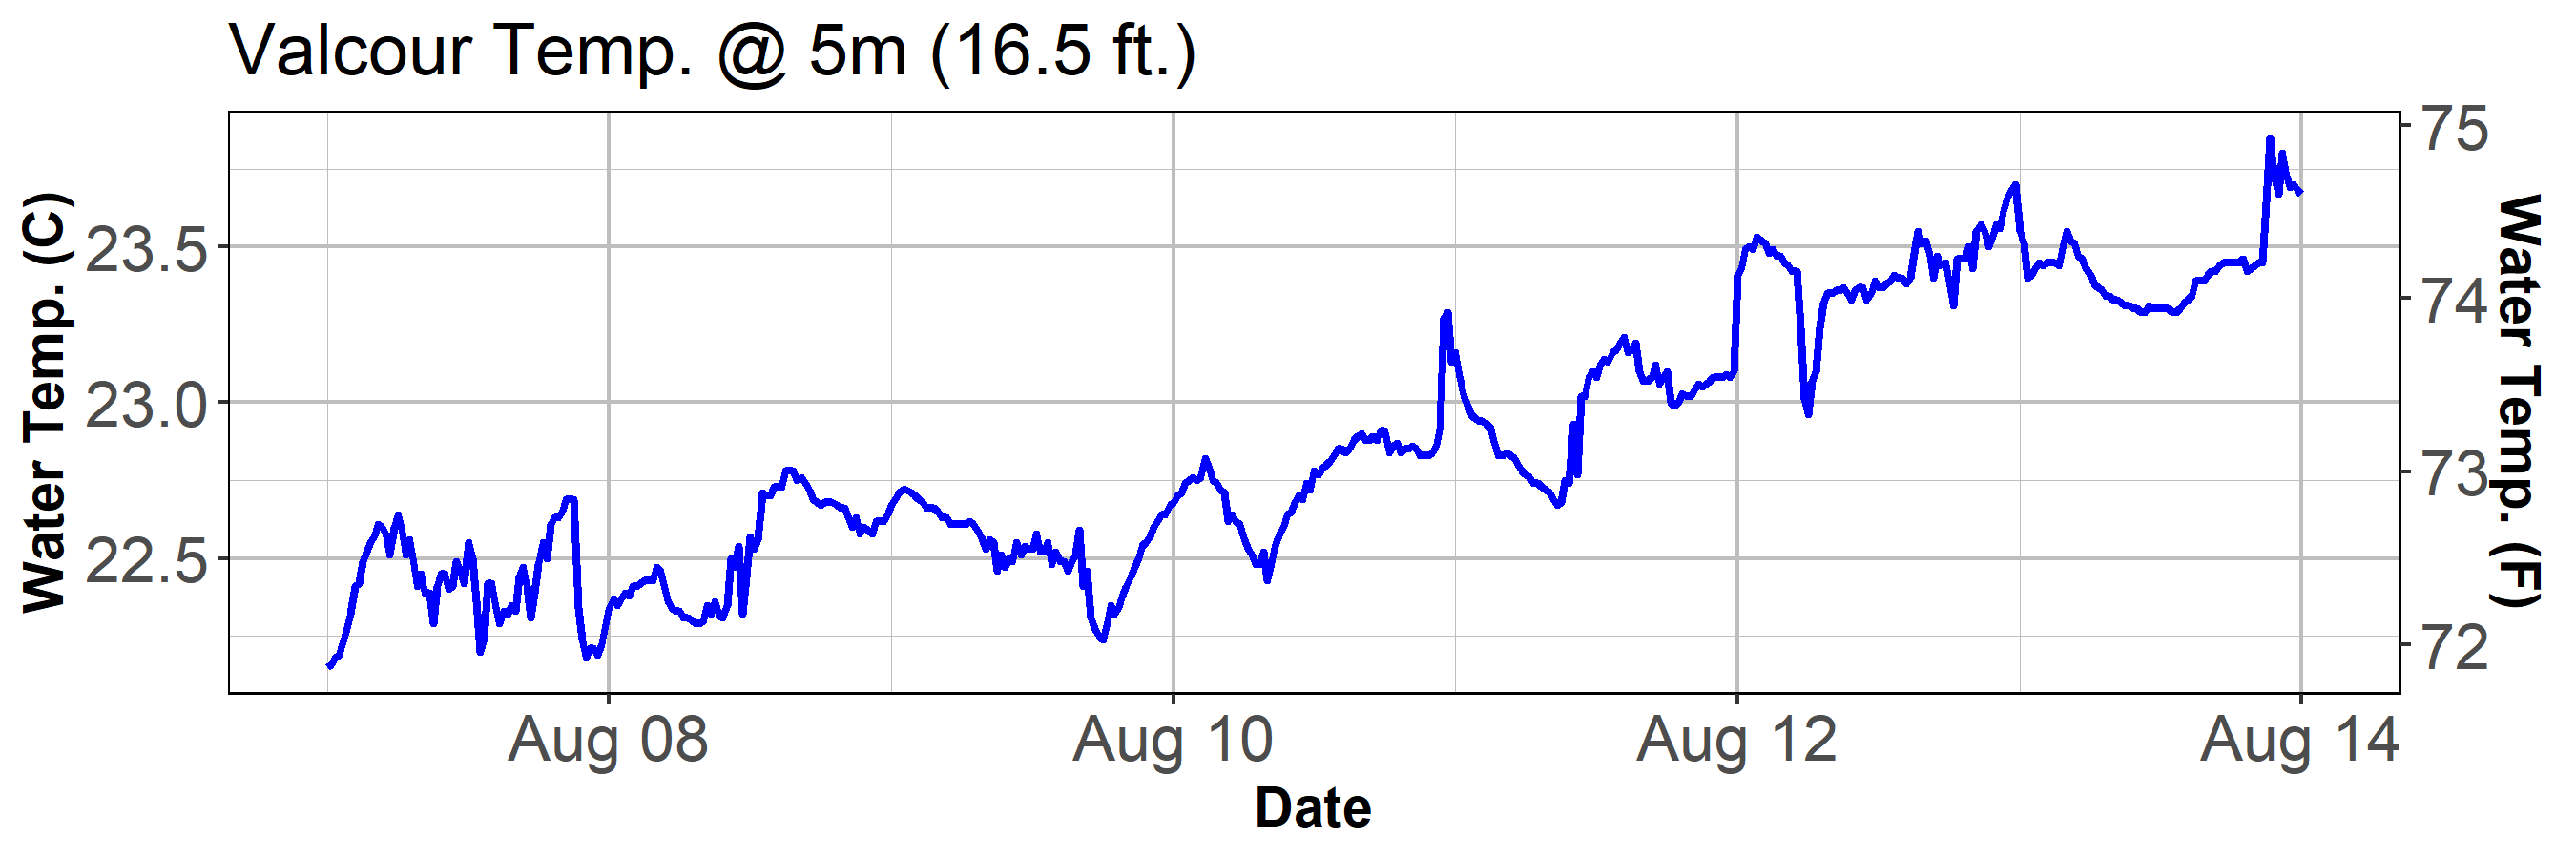 Valcour Temp. @ 5m (16.5 ft.)
Water Temp. (C)
23.5
23.0
22.5
75
74
73
72
Water Temp. (F)
Aug 08
Aug 10
Aug 12
Aug 14
Date